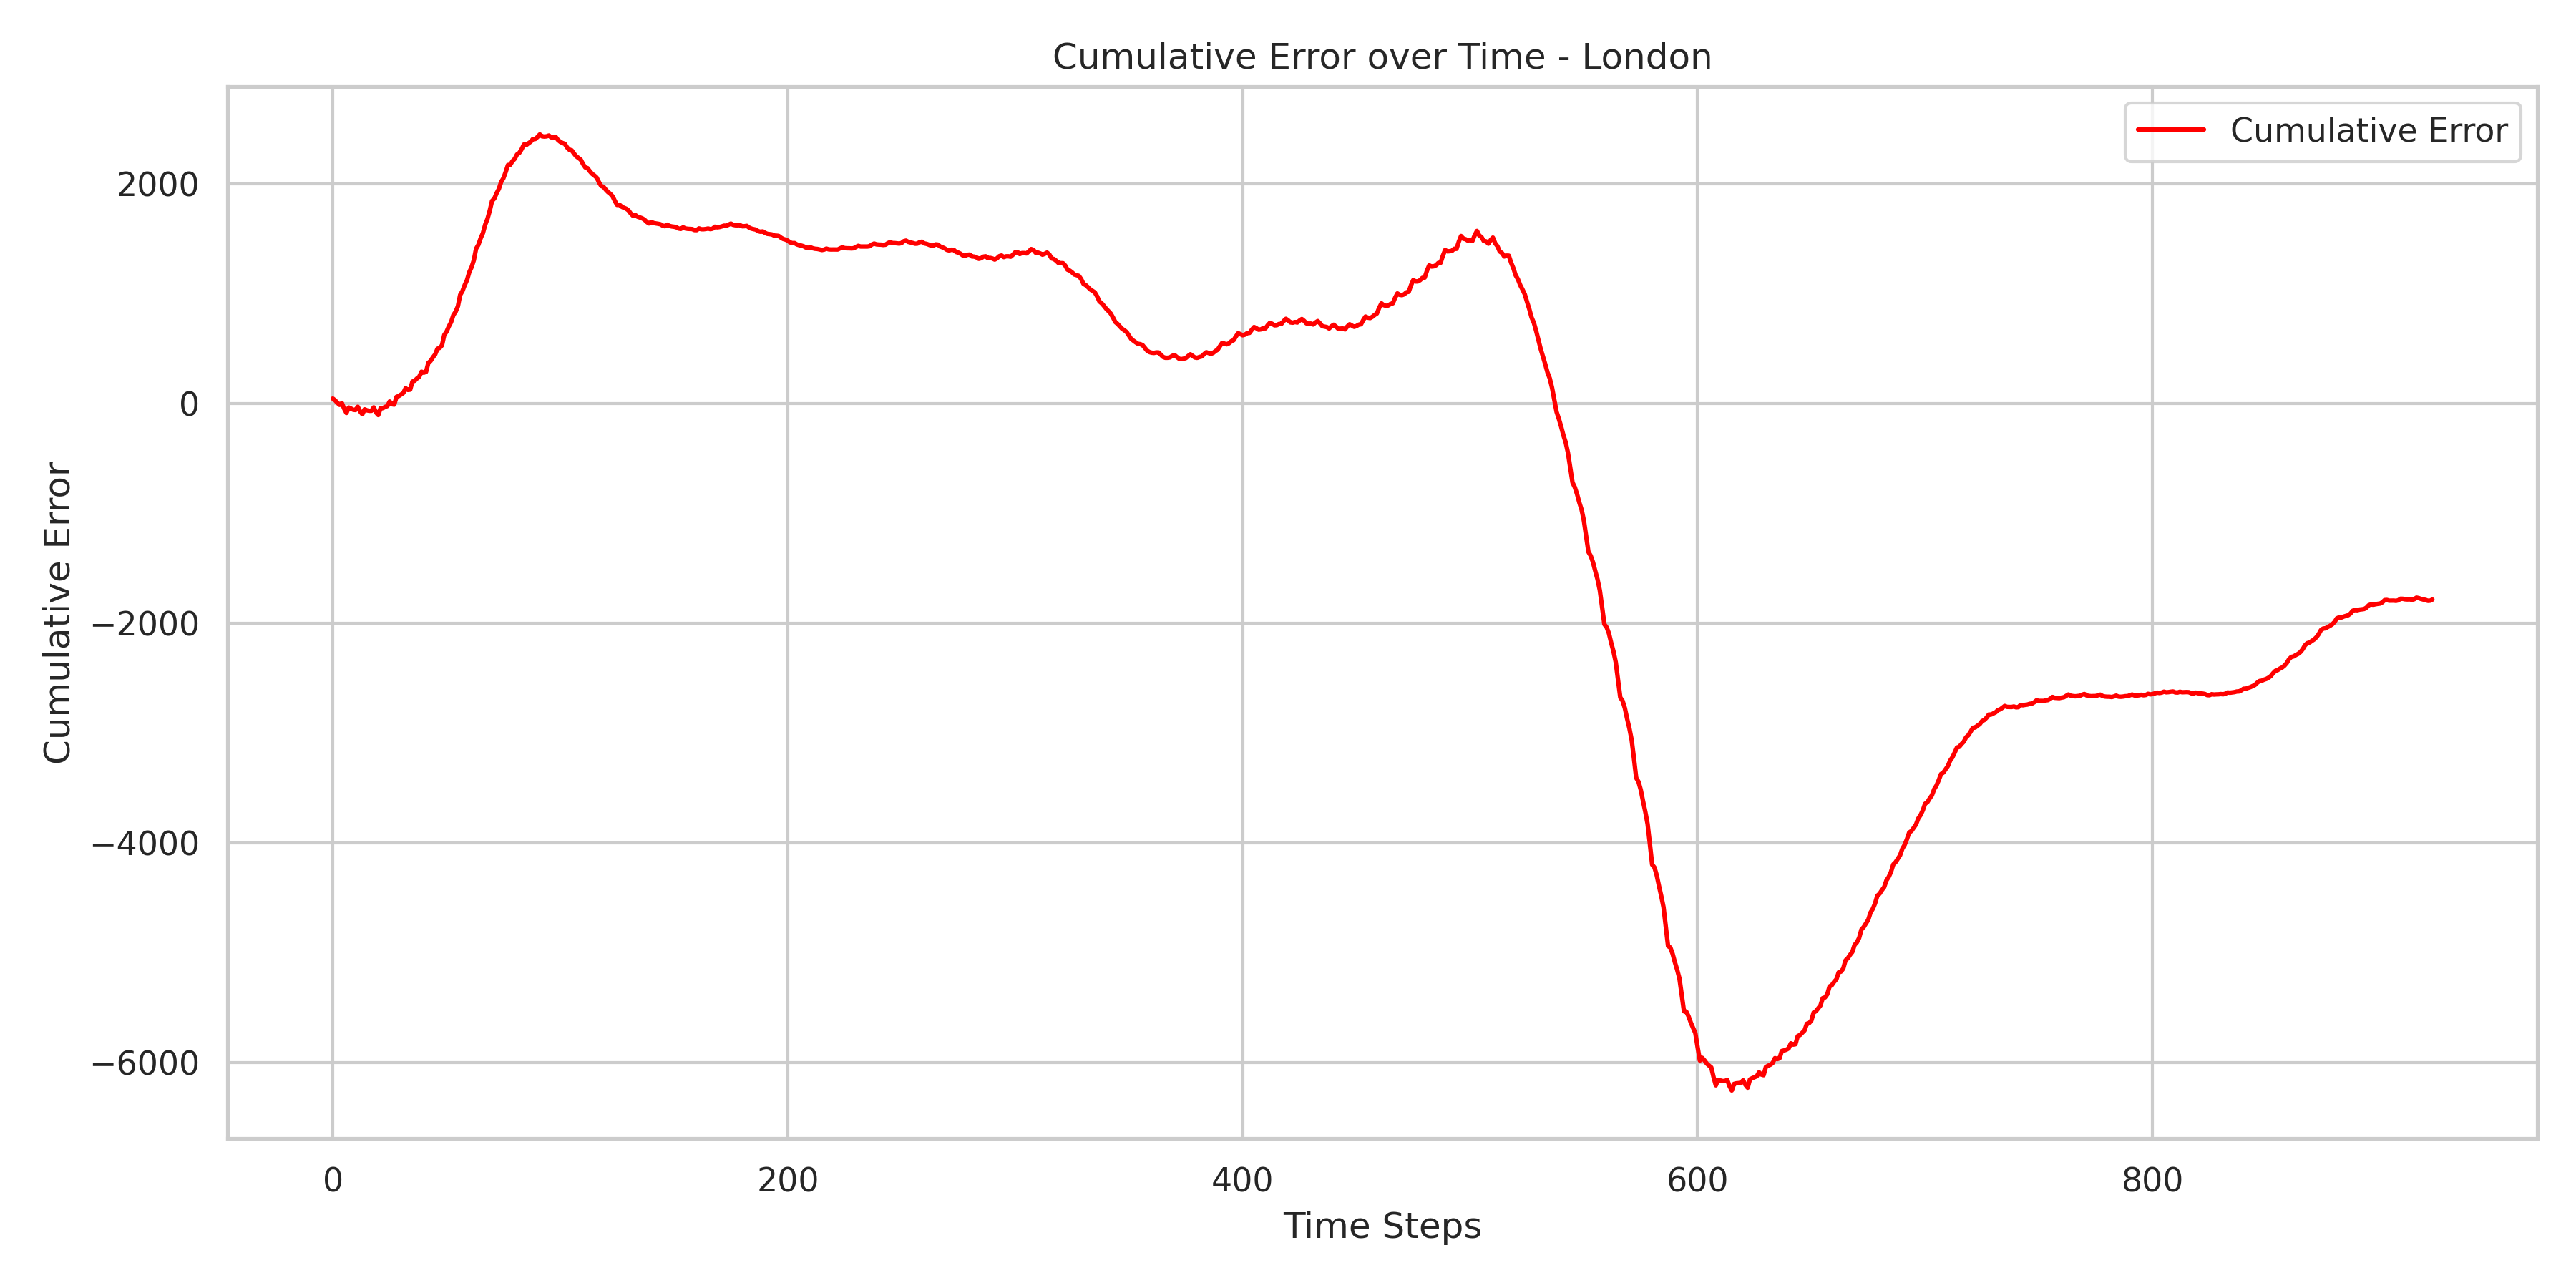 Cumulative Error over Time - London
Cumulative Error
2000
0
−2000
−4000
−6000
Cumulative Error
0 200 400 600 800
Time Steps